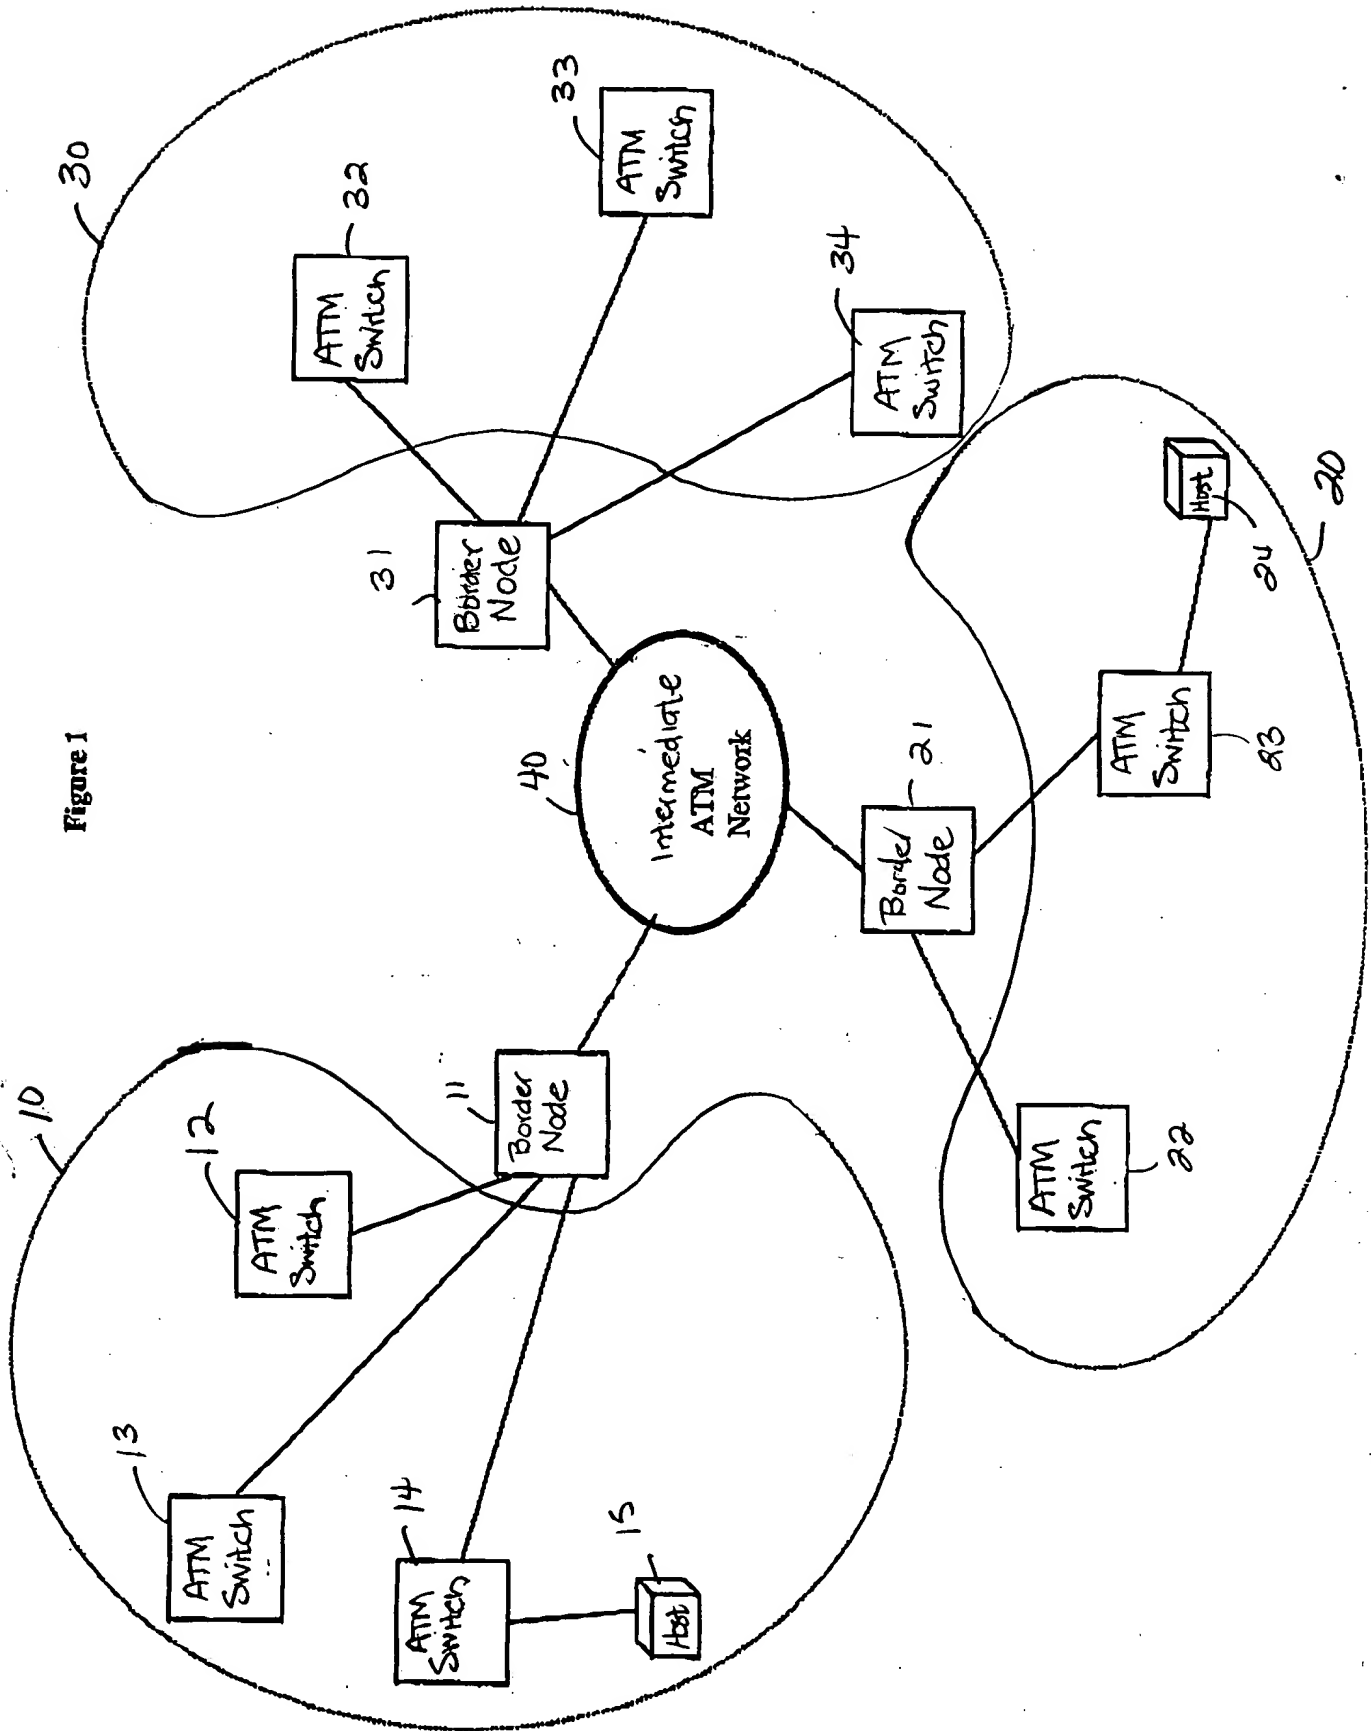 Figure 1
10
12
ATM
Switch
13
ATM
Switch
14
ATM
Switch
15
Host
11
Border
Node
40
Intermediate
ATM
Network
30
32
ATM
Switch
33
ATM
Switch
34
ATM
Switch
31
Border
Node
21
Border
Node
22
ATM
Switch
23
ATM
Switch
24
Host
20